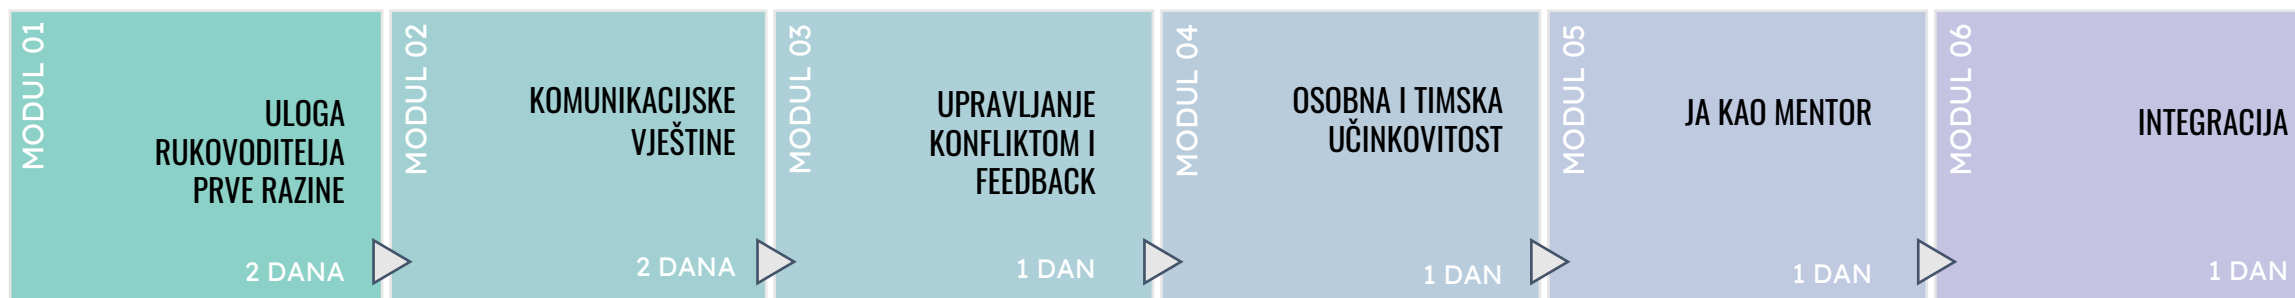 MODUL 01
ULOGA
RUKOVODITELJA
PRVE RAZINE
2 DANA
MODUL 02
KOMUNIKACIJSKE
VJEŠTINE
2 DANA
MODUL 03
UPRAVLJANJE
KONFLIKTOM I
FEEDBACK
1 DAN
MODUL 04
OSOBNA I TIMSKA
UČINKOVITOST
1 DAN
MODUL 05
JA KAO MENTOR
1 DAN
MODUL 06
INTEGRACIJA
1 DAN